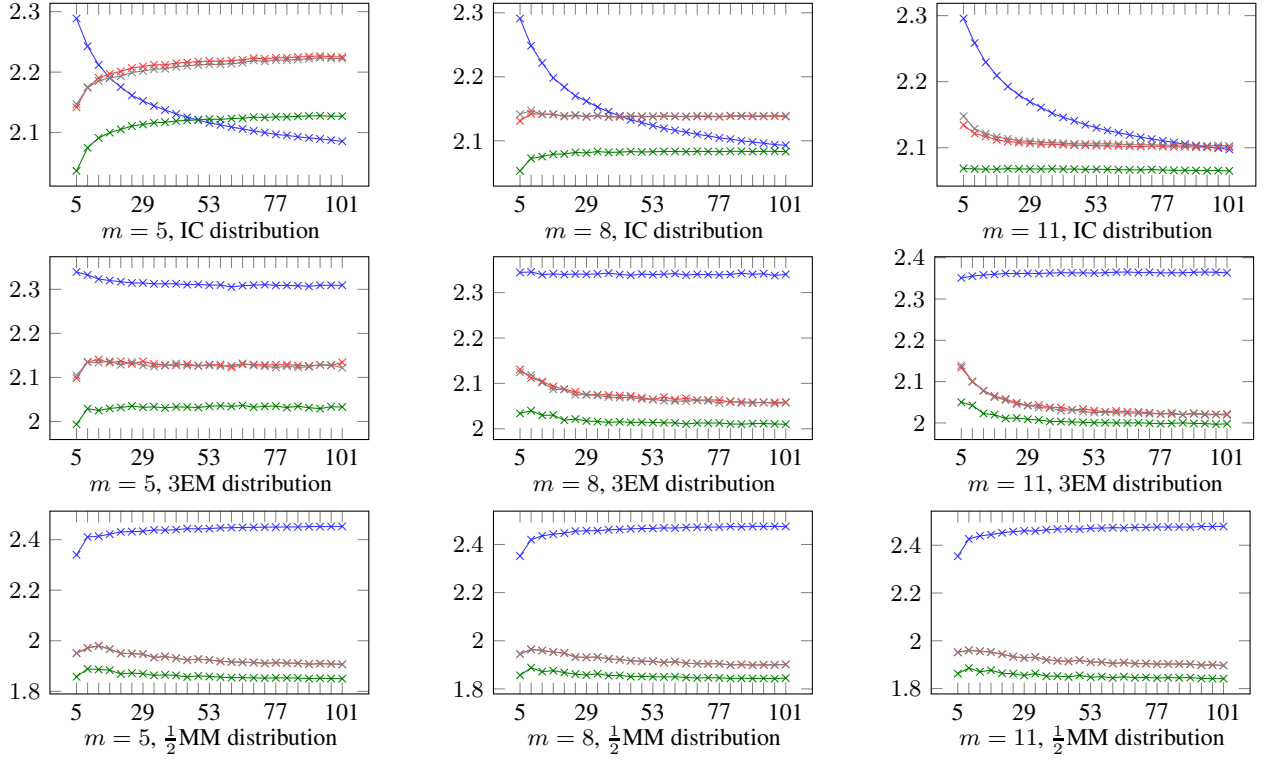 2.3
2.2
2.1
5 29 53 77 101
m = 5, IC distribution
2.3
2.2
2.1
5 29 53 77 101
m = 8, IC distribution
2.3
2.2
2.1
5 29 53 77 101
m = 11, IC distribution
2.3
2.2
2.1
2
5 29 53 77 101
m = 5, 3EM distribution
2.3
2.2
2.1
2
5 29 53 77 101
m = 8, 3EM distribution
2.4
2.3
2.2
2.1
2
5 29 53 77 101
m = 11, 3EM distribution
2.4
2.2
2
1.8
5 29 53 77 101
m = 5, ½MM distribution
2.4
2.2
2
1.8
5 29 53 77 101
m = 8, ½MM distribution
2.4
2.2
2
1.8
5 29 53 77 101
m = 11, ½MM distribution